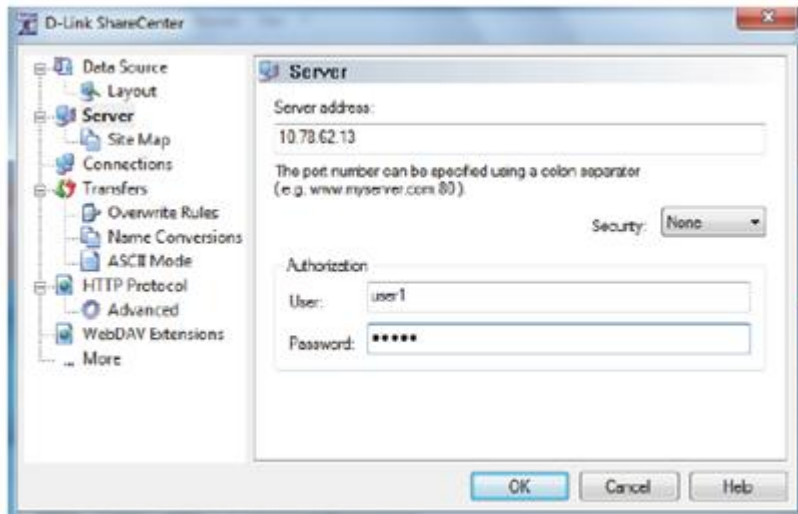 D-Link ShareCenter
Data Source
Layout
Server
Site Map
Connections
Transfers
Overwrite Rules
Name Conversions
ASCII Mode
HTTP Protocol
Advanced
WebDAV Extensions
... More
Server
Server address:
10.78.62.13
The port number can be specified using a colon separator
(e.g. www.myserver.com:80).
Security: None
Authorization
User: user1
Password: •••••
OK Cancel Help